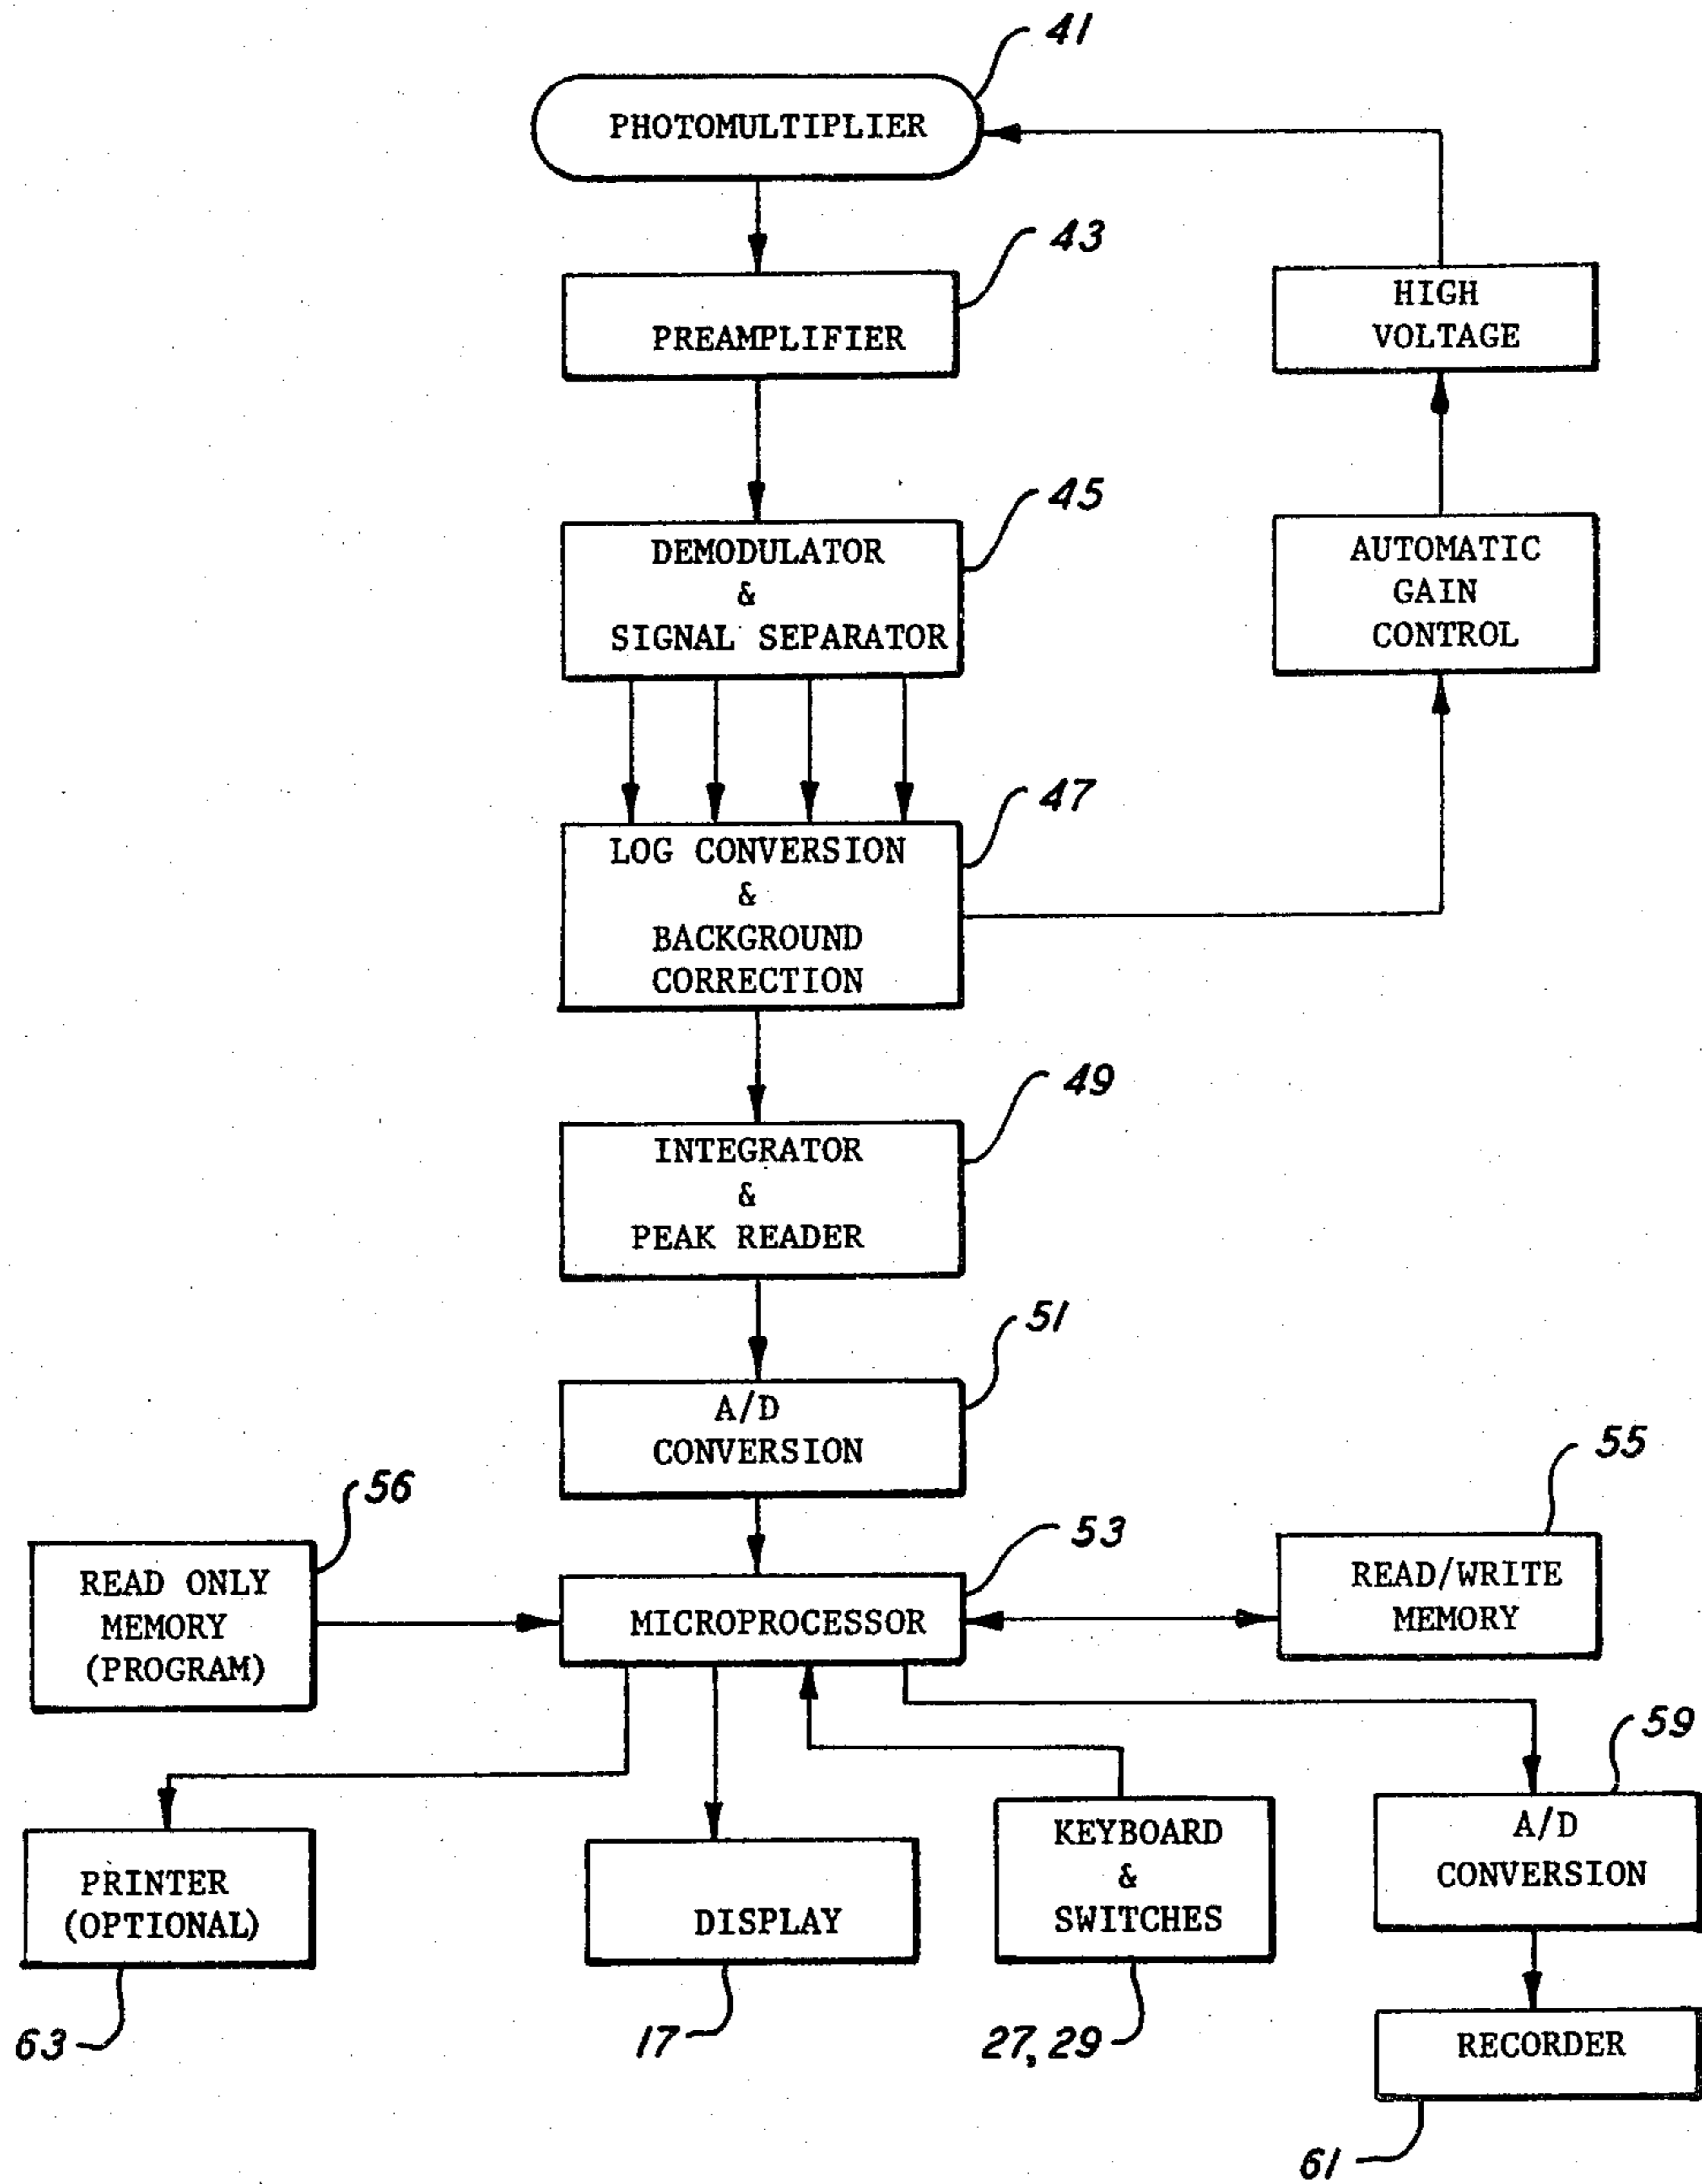 41
PHOTOMULTIPLIER
43
PREAMPLIFIER
HIGH
VOLTAGE
45
DEMODULATOR
&
SIGNAL SEPARATOR
AUTOMATIC
GAIN
CONTROL
47
LOG CONVERSION
&
BACKGROUND
CORRECTION
49
INTEGRATOR
&
PEAK READER
51
A/D
CONVERSION
56
READ ONLY
MEMORY
(PROGRAM)
53
MICROPROCESSOR
55
READ/WRITE
MEMORY
PRINTER
(OPTIONAL)
63
DISPLAY
17
KEYBOARD
&
SWITCHES
27, 29
59
A/D
CONVERSION
RECORDER
61